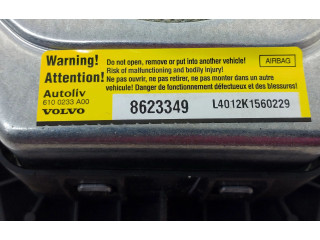 Warning!
Attention!
Do not open, remove or put into another vehicle!
Risk of malfunctioning and bodily injury!
Ne pas ouvrir, ne pas retirer, ne pas monter dans un autre
véhicule! Danger de fonctionnement défectueux et des blessures!
AIRBAG
Autoliv
610 0233 A00
VOLVO
8623349
L4012K1560229